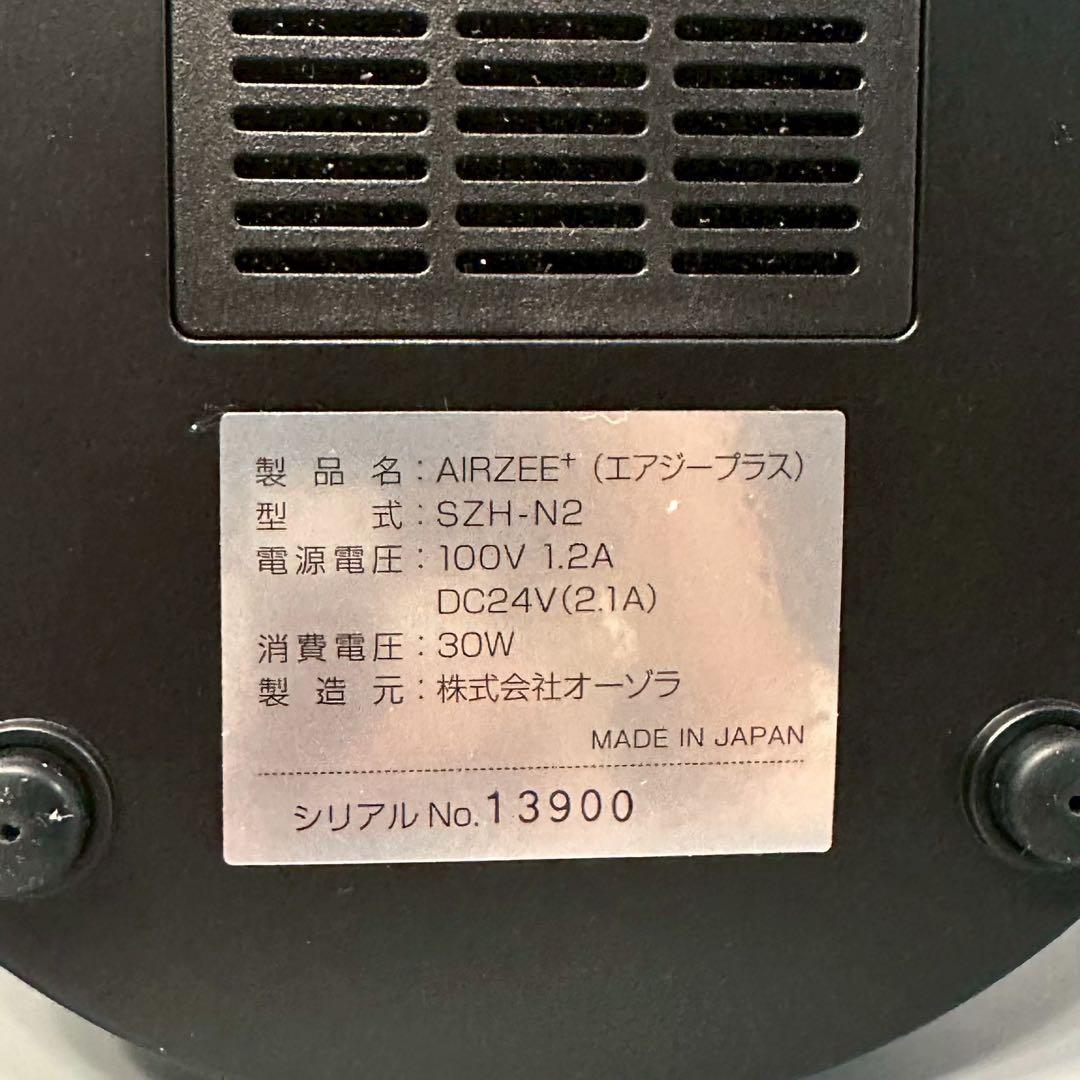 製品名：AIRZEE⁺（エアジープラス）
型式：SZH-N2
電源電圧：100V 1.2A
DC24V(2.1A)
消費電圧：30W
製造元：株式会社オーゾラ
MADE IN JAPAN
シリアルNo.13900